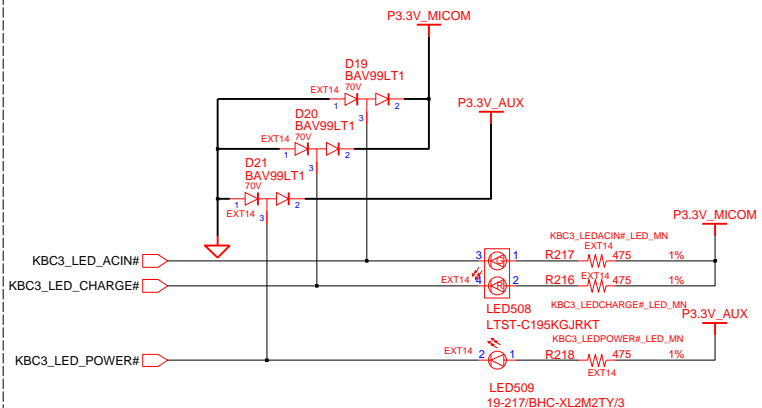 P3.3V_MICOM
D19
BAV99LT1
EXT14 70V
1 2
3
P3.3V_AUX
D20
BAV99LT1
EXT14 70V
1 2
3
D21
BAV99LT1
70V
1 2
EXT14 3
P3.3V_MICOM
KBC3_LEDACIN#_LED_MN
EXT14
KBC3_LED_ACIN# 3 G 1 R217 475 1%
EXT14
KBC3_LED_CHARGE# EXT14 4 R 2 R216 475 1%
KBC3_LEDCHARGE#_LED_MN
LED508
LTST-C195KGJRKT
P3.3V_AUX
KBC3_LEDPOWER#_LED_MN
KBC3_LED_POWER# EXT14 2 1 R218 475 1%
EXT14
LED509
19-217/BHC-XL2M2TY/3